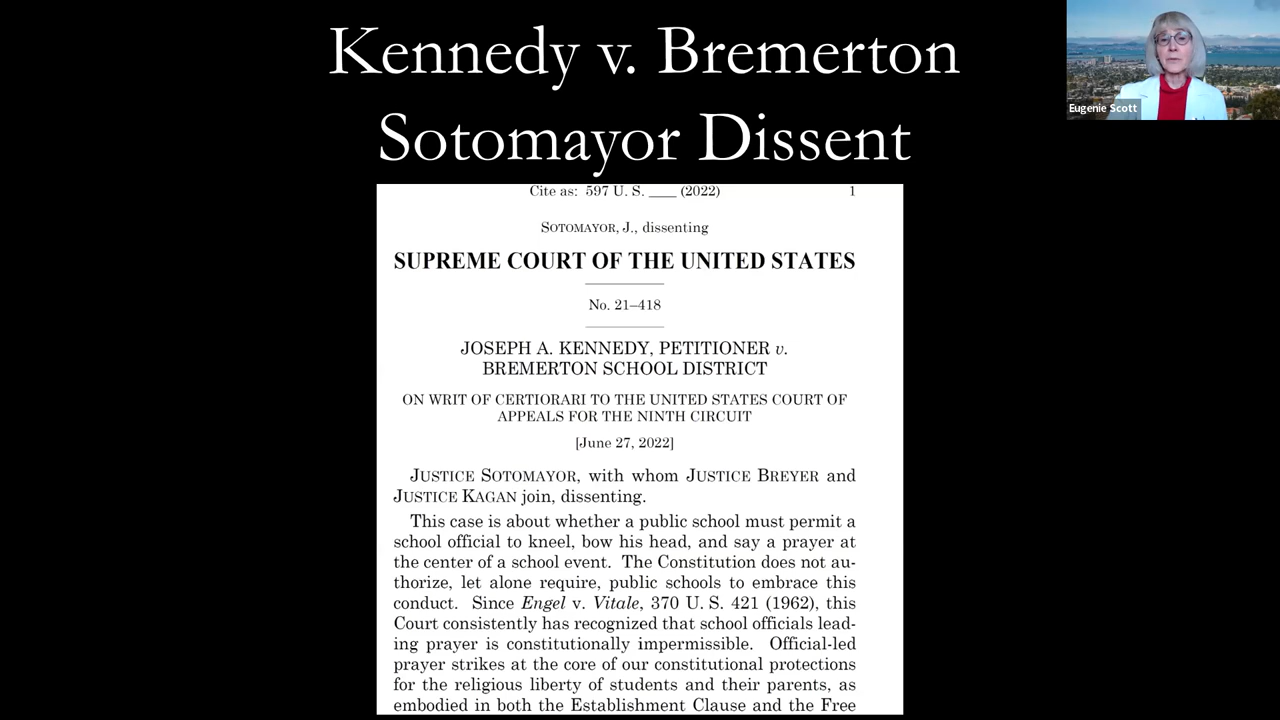 Kennedy v. Bremerton
Sotomayor Dissent
Eugenie Scott
Cite as: 597 U. S. ____ (2022) 1
SOTOMAYOR, J., dissenting
SUPREME COURT OF THE UNITED STATES
No. 21–418
JOSEPH A. KENNEDY, PETITIONER v.
BREMERTON SCHOOL DISTRICT
ON WRIT OF CERTIORARI TO THE UNITED STATES COURT OF
APPEALS FOR THE NINTH CIRCUIT
[June 27, 2022]
JUSTICE SOTOMAYOR, with whom JUSTICE BREYER and
JUSTICE KAGAN join, dissenting.
This case is about whether a public school must permit a
school official to kneel, bow his head, and say a prayer at
the center of a school event. The Constitution does not au-
thorize, let alone require, public schools to embrace this
conduct. Since Engel v. Vitale, 370 U. S. 421 (1962), this
Court consistently has recognized that school officials lead-
ing prayer is constitutionally impermissible. Official-led
prayer strikes at the core of our constitutional protections
for the religious liberty of students and their parents, as
embodied in both the Establishment Clause and the Free